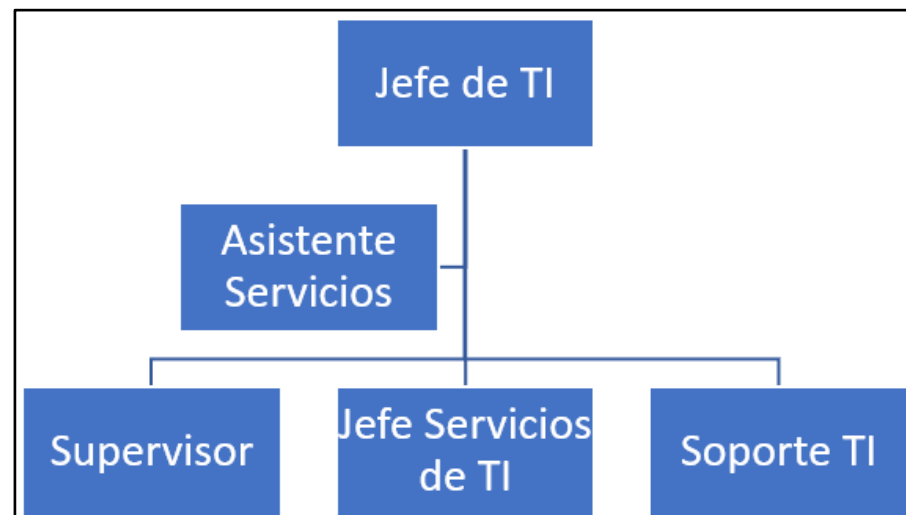 Jefe de TI
Asistente
Servicios
Supervisor
Jefe Servicios
de TI
Soporte TI